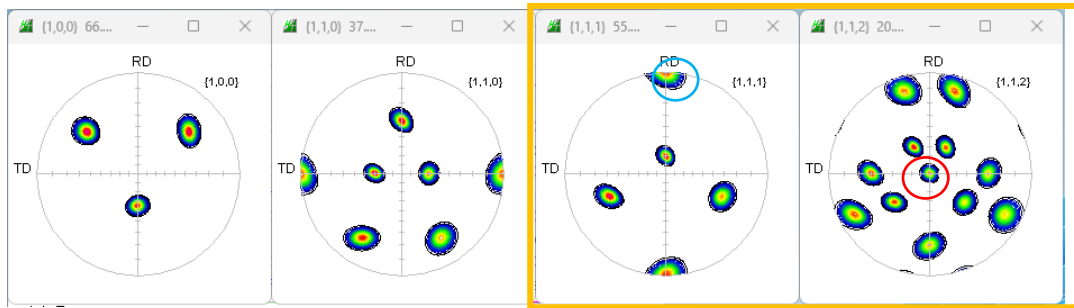 {1,0,0} 66....
RD
{1,0,0}
TD
{1,1,0} 37....
RD
{1,1,0}
TD
{1,1,1} 55....
RD
{1,1,1}
TD
{1,1,2} 20....
RD
{1,1,2}
TD